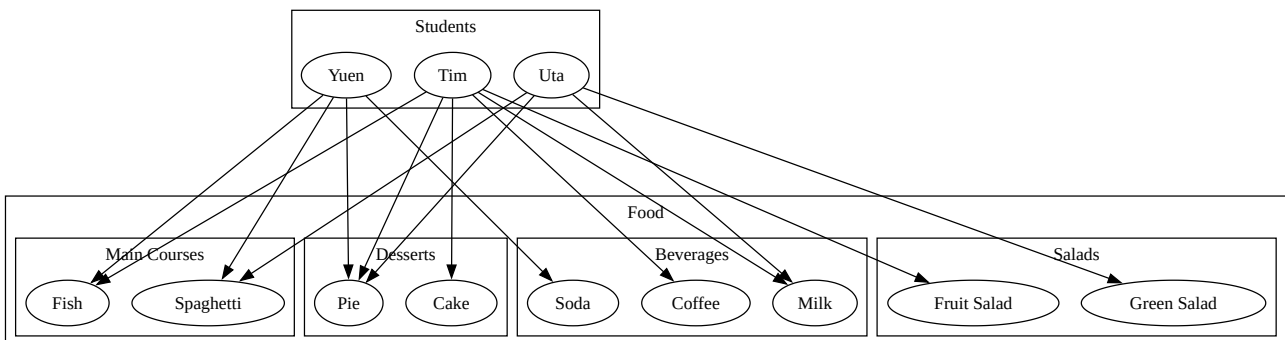 Students
Yuen Tim Uta
Food
Main Courses Desserts Beverages Salads
Fish Spaghetti Pie Cake Soda Coffee Milk Fruit Salad Green Salad